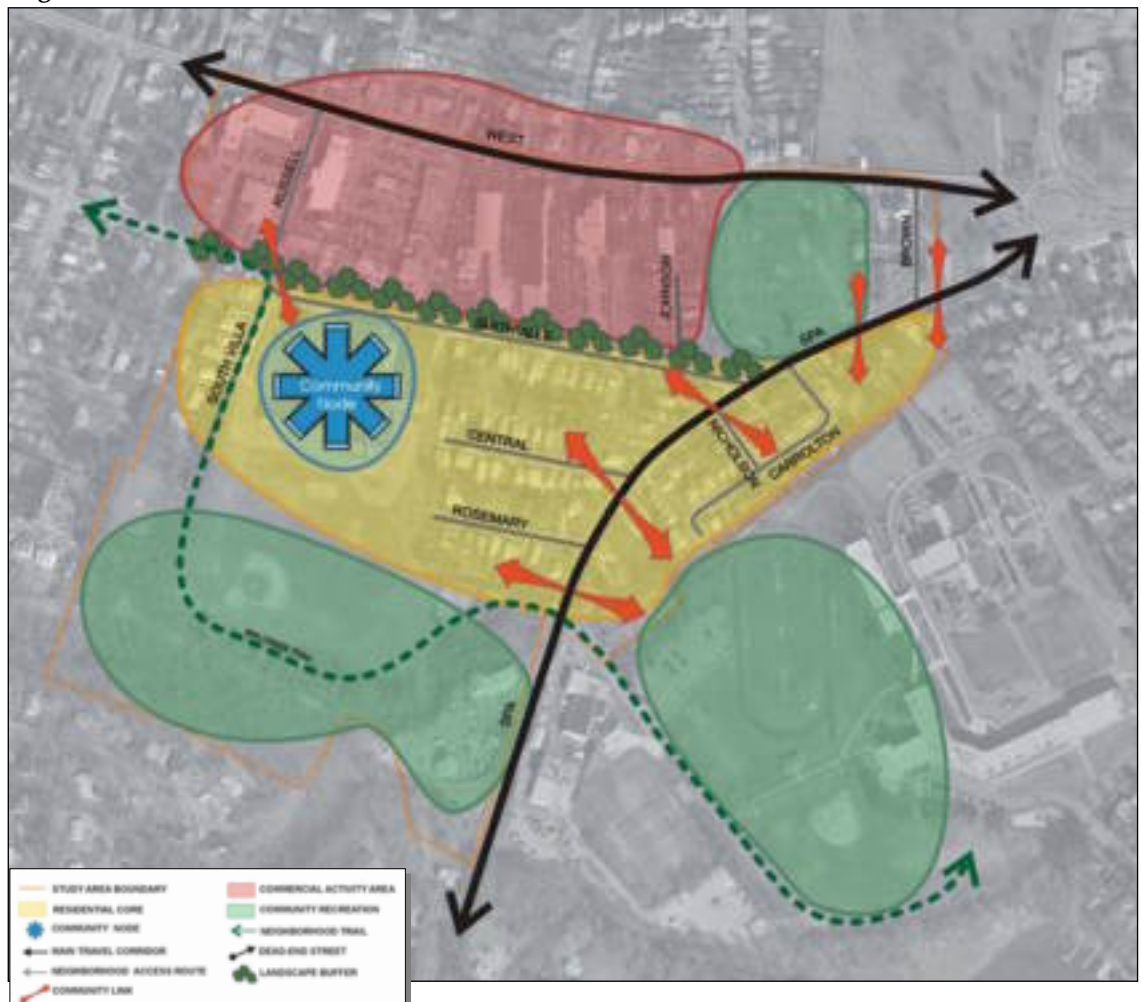 WEST
RUSSELL
SPA
SOUTH VILLA
Community
Node
CENTRAL
NICHOLSON
CARROLTON
ROSEMARY
SPA
STUDY AREA BOUNDARY
RESIDENTIAL CORE
COMMUNITY NODE
MAIN TRAVEL CORRIDOR
NEIGHBORHOOD ACCESS ROUTE
COMMUNITY LINK
COMMERCIAL ACTIVITY AREA
COMMUNITY RECREATION
NEIGHBORHOOD TRAIL
DEAD-END STREET
LANDSCAPE BUFFER